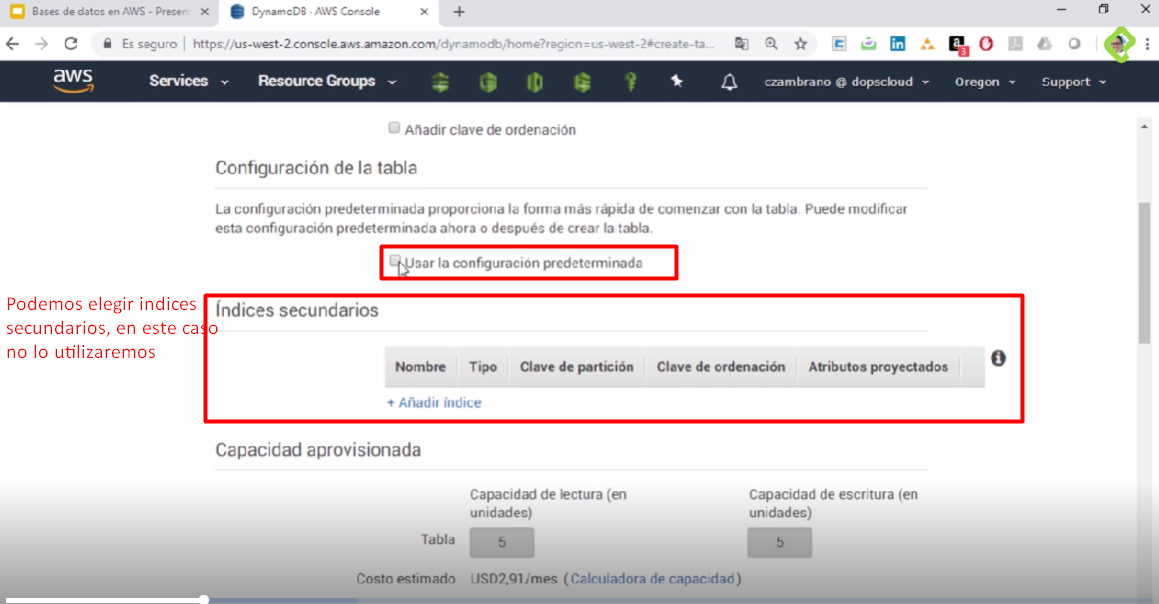 Bases de datos en AWS - Present
DynamoDB · AWS Console
Es seguro | https://us-west-2.console.aws.amazon.com/dynamodb/home?region=us-west-2#create-ta...
3
aws
Services
Resource Groups
czambrano @ dopscloud
Oregon
Support
Añadir clave de ordenación
Configuración de la tabla
La configuración predeterminada proporciona la forma más rápida de comenzar con la tabla. Puede modificar
esta configuración predeterminada ahora o después de crear la tabla.
Usar la configuración predeterminada
Podemos elegir indices
secundarios, en este caso
no lo utilizaremos
Índices secundarios
Nombre Tipo Clave de partición Clave de ordenación Atributos proyectados
+ Añadir índice
Capacidad aprovisionada
Capacidad de lectura (en
unidades)
Capacidad de escritura (en
unidades)
Tabla 5 5
Costo estimado USD2,91/mes (Calculadora de capacidad)